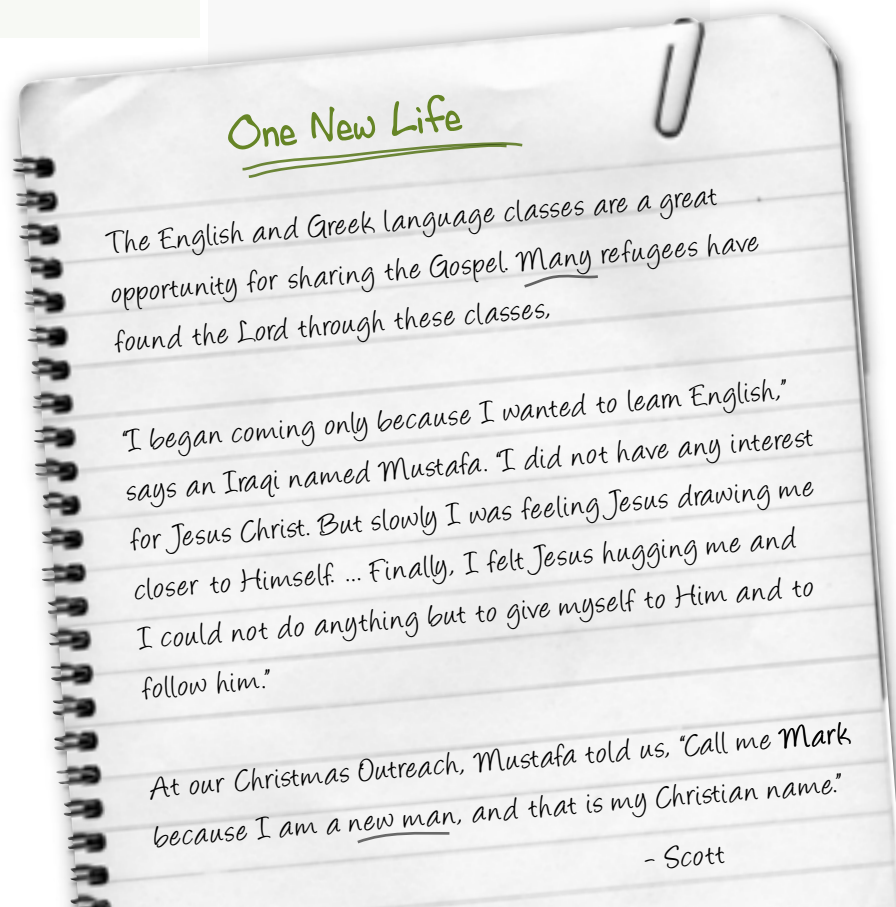 One New Life
The English and Greek language classes are a great
opportunity for sharing the Gospel. Many refugees have
found the Lord through these classes,
“I began coming only because I wanted to learn English,”
says an Iraqi named Mustafa. “I did not have any interest
for Jesus Christ. But slowly I was feeling Jesus drawing me
closer to Himself. ... Finally, I felt Jesus hugging me and
I could not do anything but to give myself to Him and to
follow him.”
At our Christmas Outreach, Mustafa told us, “Call me Mark
because I am a new man, and that is my Christian name.”
- Scott